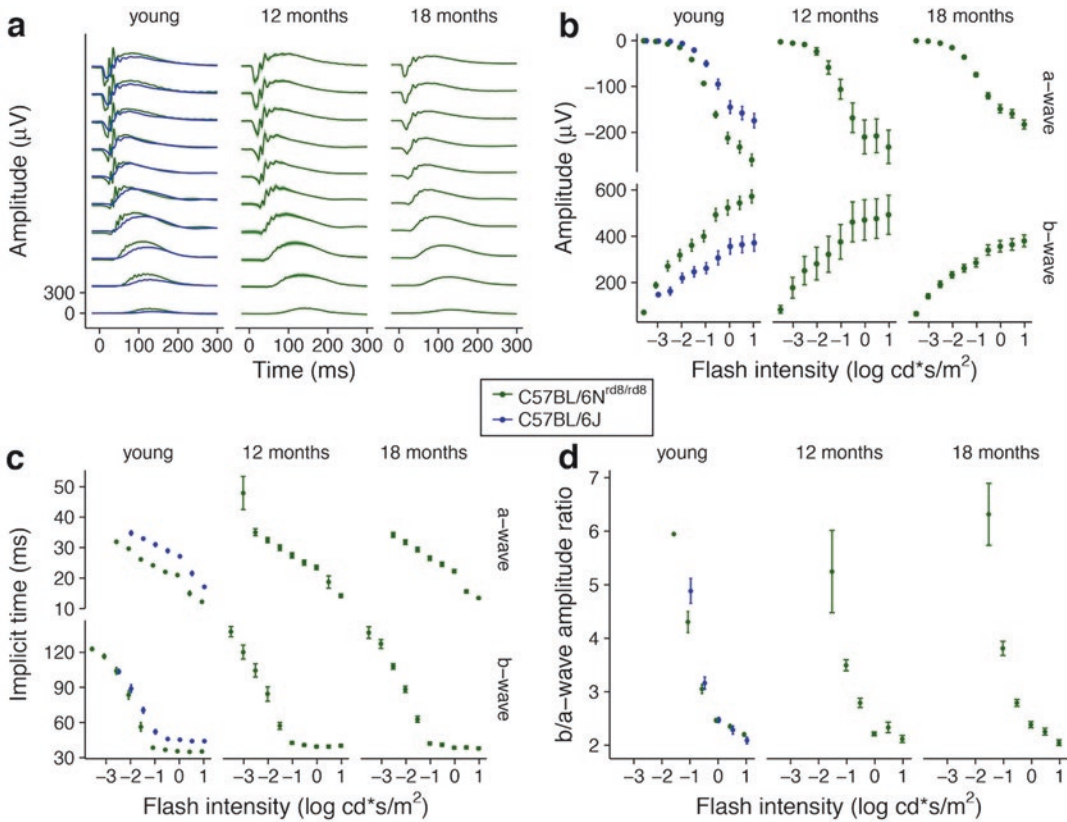 a
young
12 months
18 months
Amplitude (μV)
300
0
0 100 200 300
0 100 200 300
0 100 200 300
Time (ms)
b
young
12 months
18 months
Amplitude (μV)
0
−100
−200
a−wave
600
400
200
b−wave
−3 −2 −1 0 1
−3 −2 −1 0 1
−3 −2 −1 0 1
Flash intensity (log cd*s/m²)
C57BL/6N^rd8/rd8
C57BL/6J
c
young
12 months
18 months
Implicit time (ms)
50
40
30
20
10
a−wave
120
90
60
30
b−wave
−3 −2 −1 0 1
−3 −2 −1 0 1
−3 −2 −1 0 1
Flash intensity (log cd*s/m²)
d
young
12 months
18 months
b/a−wave amplitude ratio
7
6
5
4
3
2
−3 −2 −1 0 1
−3 −2 −1 0 1
−3 −2 −1 0 1
Flash intensity (log cd*s/m²)